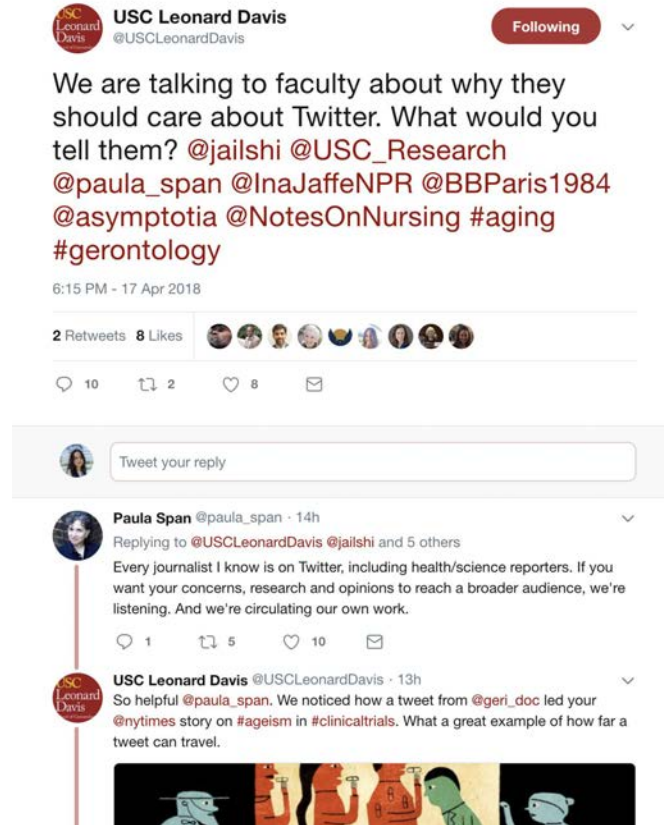 USC
Leonard
Davis
USC Leonard Davis
@USCLeonardDavis
Following
We are talking to faculty about why they
should care about Twitter. What would you
tell them? @jailshi @USC_Research
@paula_span @InaJaffeNPR @BBParis1984
@asymptotia @NotesOnNursing #aging
#gerontology
6:15 PM - 17 Apr 2018
2 Retweets 8 Likes
10 2 8
Tweet your reply
Paula Span @paula_span · 14h
Replying to @USCLeonardDavis @jailshi and 5 others
Every journalist I know is on Twitter, including health/science reporters. If you
want your concerns, research and opinions to reach a broader audience, we're
listening. And we're circulating our own work.
1 5 10
USC
Leonard
Davis
USC Leonard Davis @USCLeonardDavis · 13h
So helpful @paula_span. We noticed how a tweet from @geri_doc led your
@nytimes story on #ageism in #clinicaltrials. What a great example of how far a
tweet can travel.